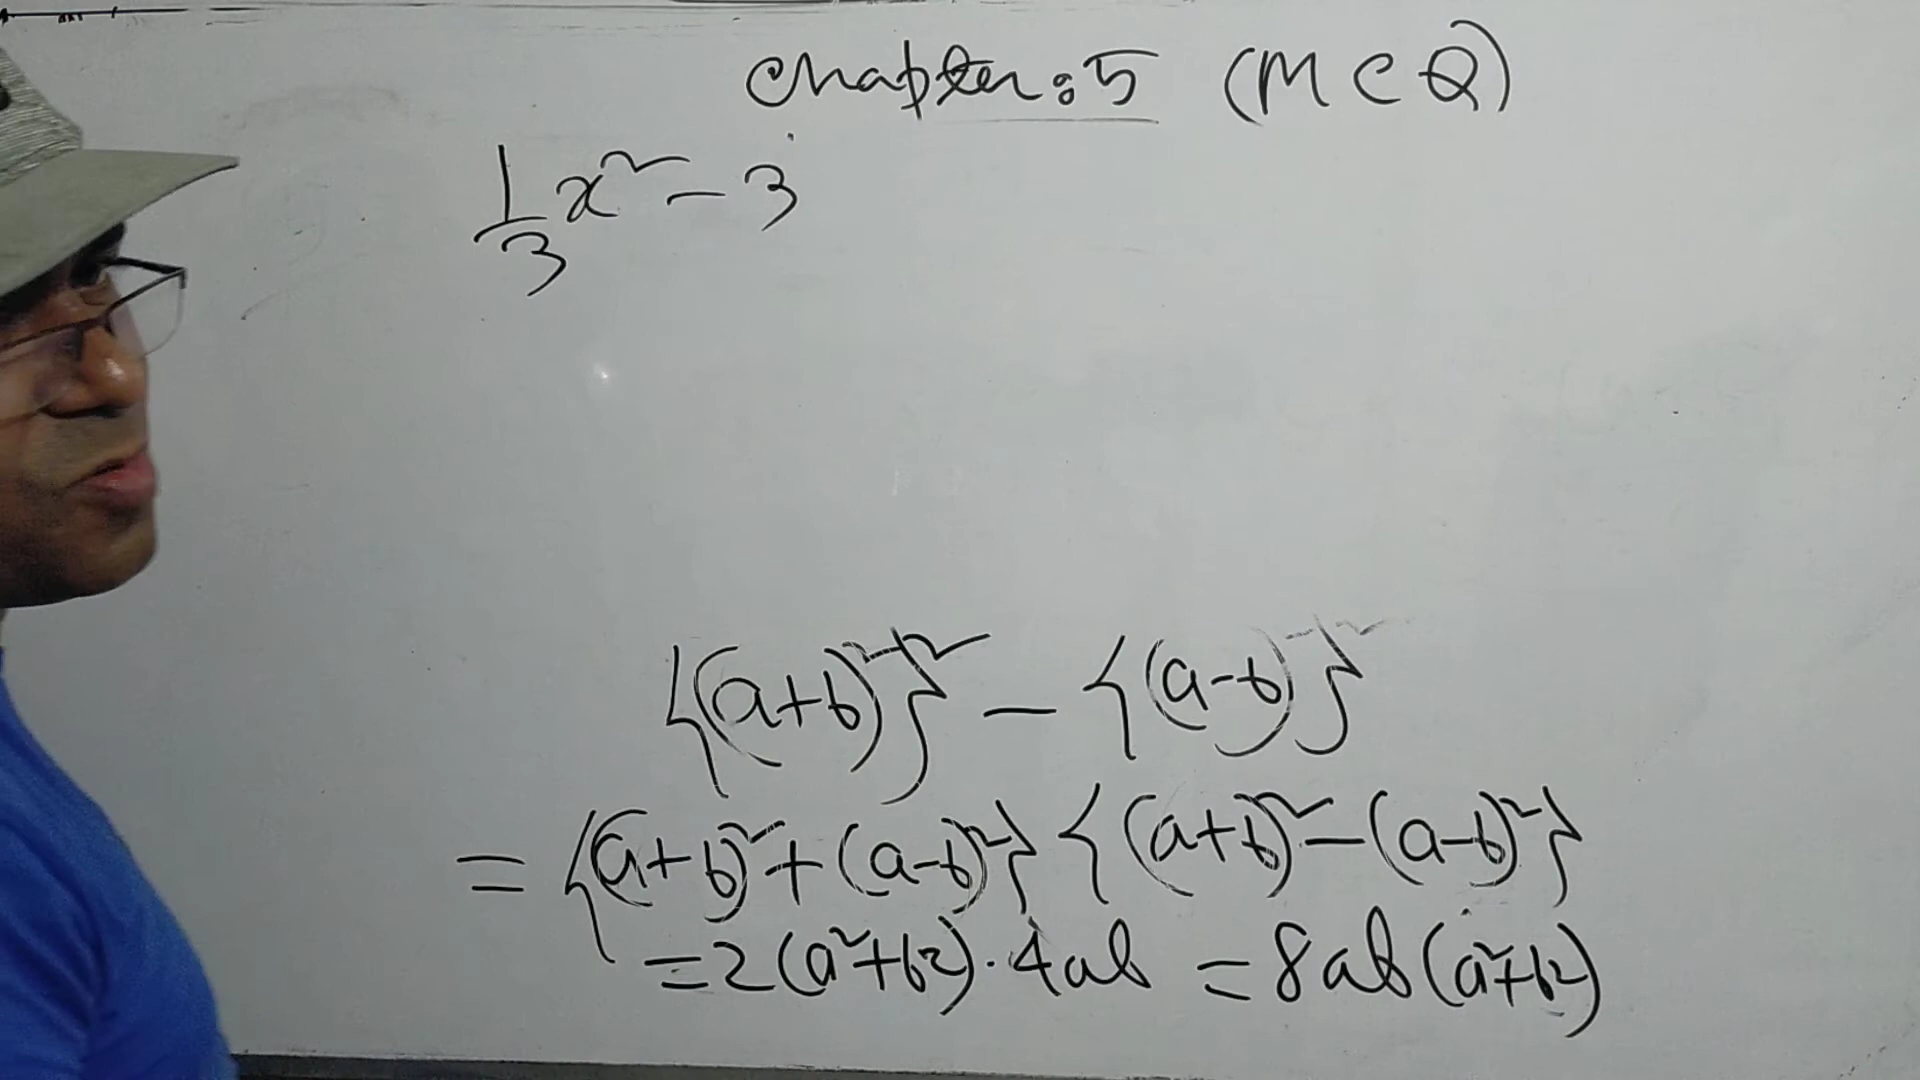 Chapter: 5 (MCQ)
1/3 x² - 3
{(a+b)²}² - {(a-b)²}²
= {(a+b)² + (a-b)²} {(a+b)² - (a-b)²}
= 2(a²+b²) · 4ab = 8ab(a²+b²)